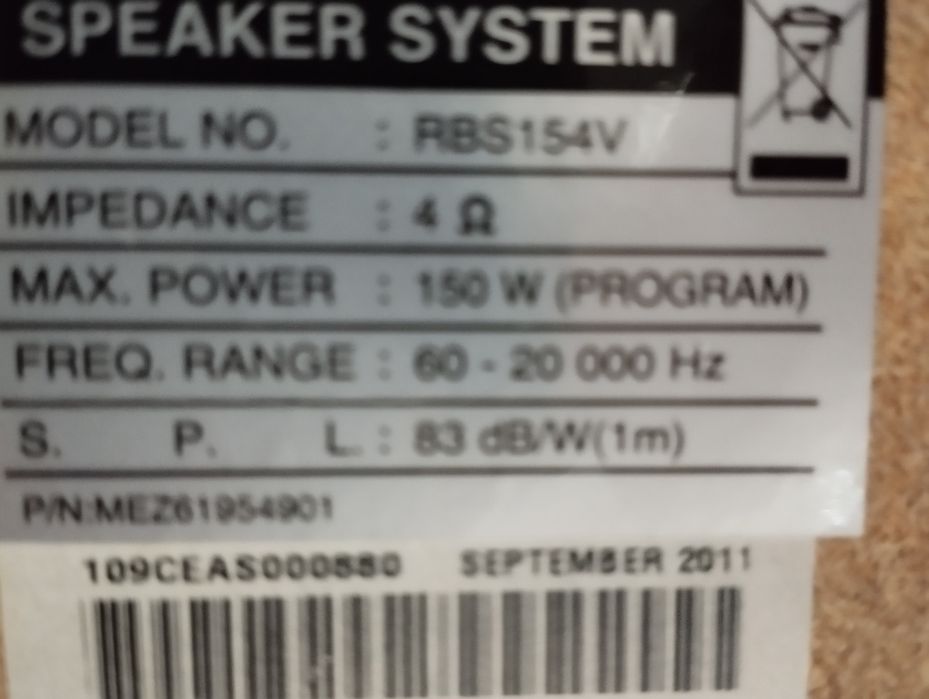 SPEAKER SYSTEM
MODEL NO. : RBS154V
IMPEDANCE : 4 Ω
MAX. POWER : 150 W (PROGRAM)
FREQ. RANGE : 60 - 20 000 Hz
S. P. L. : 83 dB/W(1m)
P/N:MEZ61954901
109CEAS000880 SEPTEMBER 2011